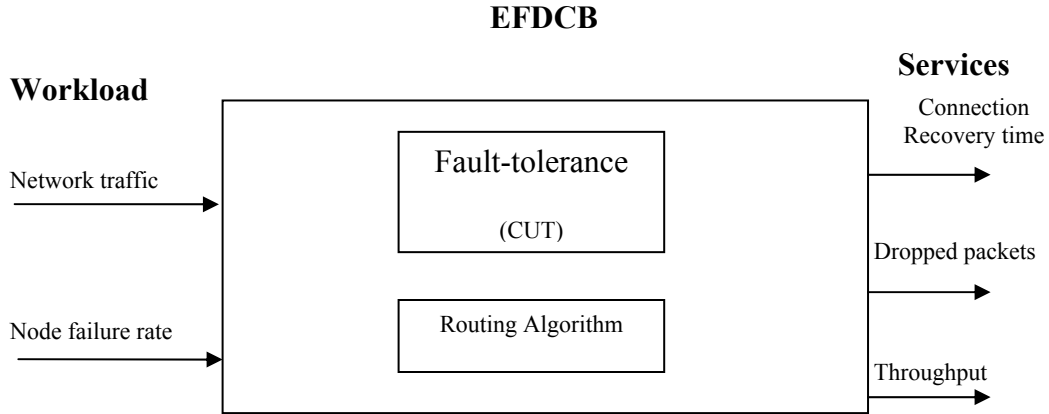 EFDCB
Workload
Services
Connection
Recovery time
Fault-tolerance
(CUT)
Network traffic
Dropped packets
Node failure rate
Routing Algorithm
Throughput